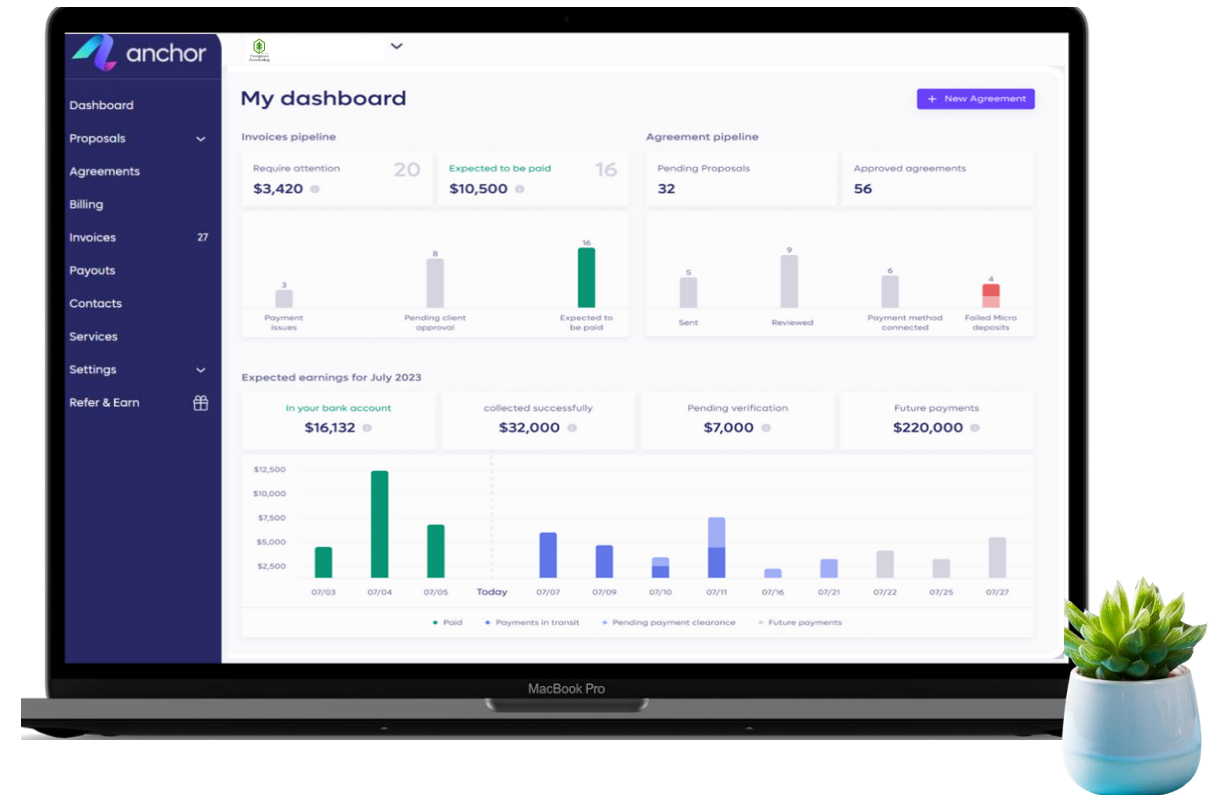 anchor
Dashboard
Proposals
Agreements
Billing
Invoices 27
Payouts
Contacts
Services
Settings
Refer & Earn
My dashboard
+ New Agreement
Invoices pipeline
Require attention 20
$3,420
Expected to be paid 16
$10,500
3
8
16
Payment
issues
Pending client
approval
Expected to
be paid
Agreement pipeline
Pending Proposals
32
Approved agreements
56
5
9
6
4
Sent
Reviewed
Payment method
connected
Failed Micro
deposits
Expected earnings for July 2023
In your bank account
$16,132
collected successfully
$32,000
Pending verification
$7,000
Future payments
$220,000
$12,500
$10,000
$7,500
$5,000
$2,500
07/03 07/04 07/05 Today 07/07 07/09 07/10 07/11 07/16 07/21 07/22 07/25 07/27
Paid Payments in transit Pending payment clearance Future payments
MacBook Pro